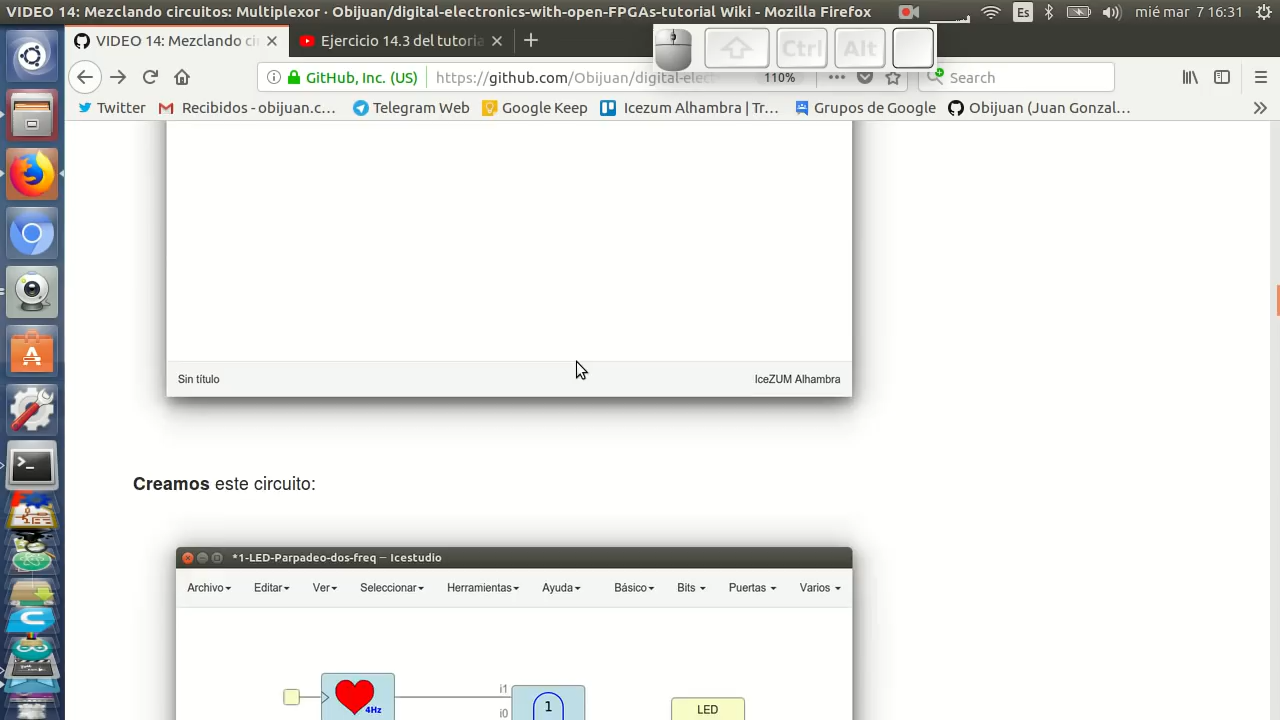 VIDEO 14: Mezclando circuitos: Multiplexor · Obijuan/digital-electronics-with-open-FPGAs-tutorial Wiki - Mozilla Firefox
Es
mié mar 7 16:31
VIDEO 14: Mezclando cir
Ejercicio 14.3 del tutoria
Ctrl
Alt
GitHub, Inc. (US)
https://github.com/Obijuan/digital-elec
110%
Search
Twitter
Recibidos - obijuan.c…
Telegram Web
Google Keep
Icezum Alhambra | Tr…
Grupos de Google
Obijuan (Juan Gonzal…
Sin título
IceZUM Alhambra
Creamos este circuito:
*1-LED-Parpadeo-dos-freq – Icestudio
Archivo
Editar
Ver
Seleccionar
Herramientas
Ayuda
Básico
Bits
Puertas
Varios
i1
4Hz
1
i0
LED